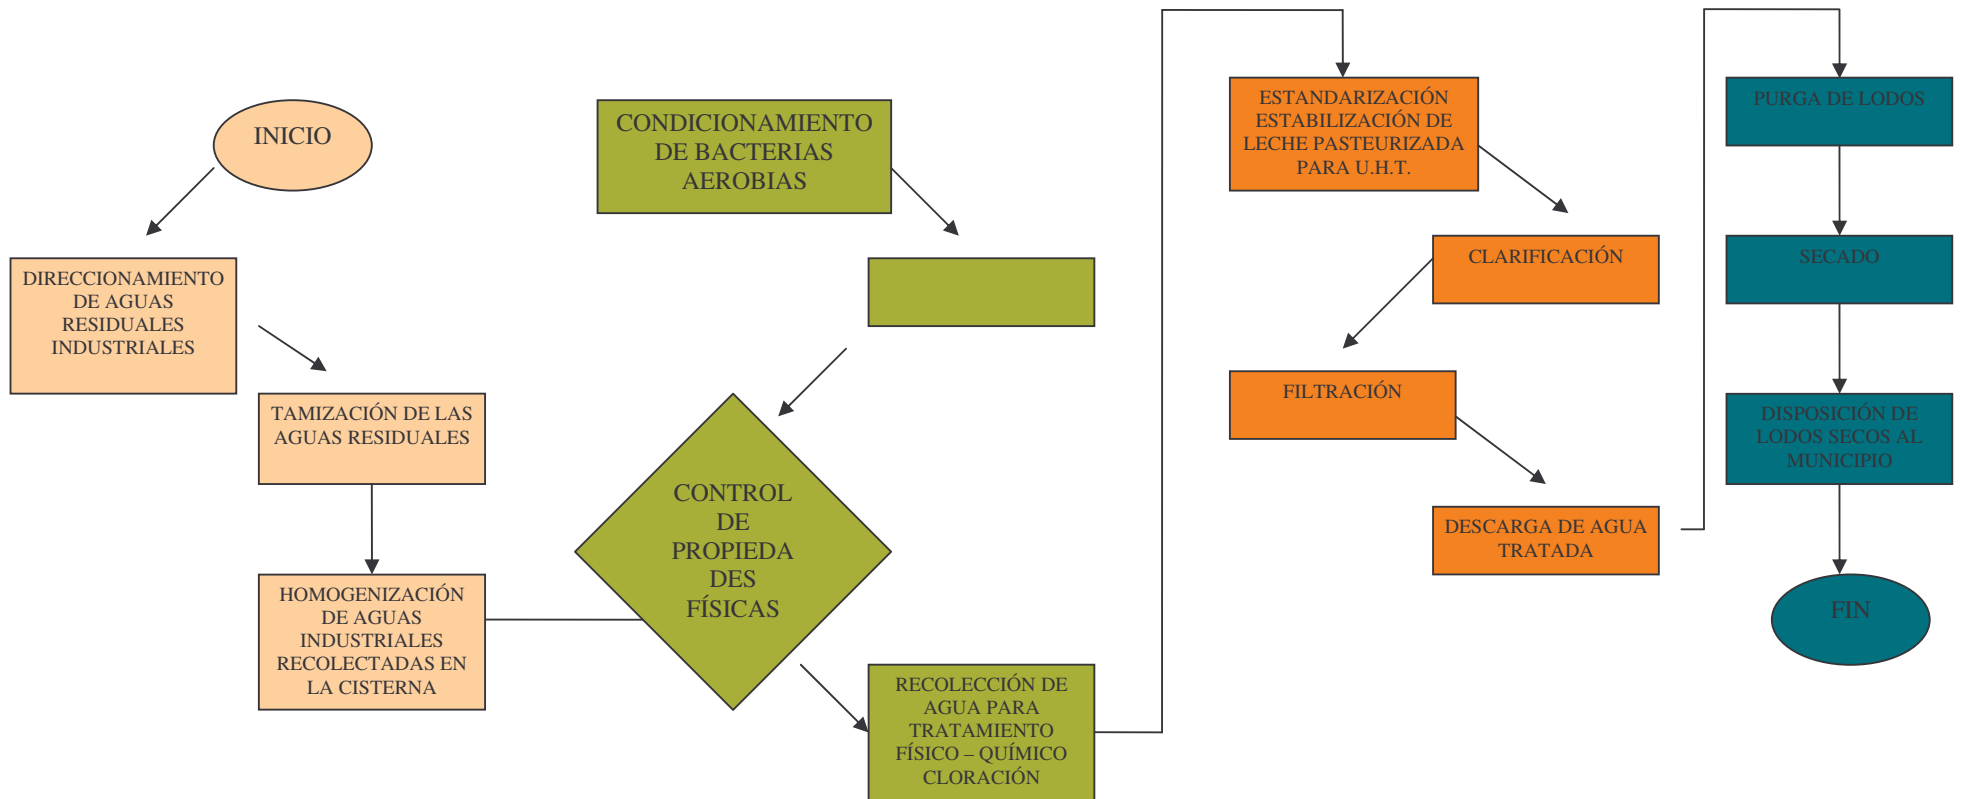 INICIO
DIRECCIONAMIENTO
DE AGUAS
RESIDUALES
INDUSTRIALES
TAMIZACIÓN DE LAS
AGUAS RESIDUALES
HOMOGENIZACIÓN
DE AGUAS
INDUSTRIALES
RECOLECTADAS EN
LA CISTERNA
CONDICIONAMIENTO
DE BACTERIAS
AEROBIAS
CONTROL
DE
PROPIEDA
DES
FÍSICAS
RECOLECCIÓN DE
AGUA PARA
TRATAMIENTO
FÍSICO – QUÍMICO
CLORACIÓN
ESTANDARIZACIÓN
ESTABILIZACIÓN DE
LECHE PASTEURIZADA
PARA U.H.T.
CLARIFICACIÓN
FILTRACIÓN
DESCARGA DE AGUA
TRATADA
PURGA DE LODOS
SECADO
DISPOSICIÓN DE
LODOS SECOS AL
MUNICIPIO
FIN